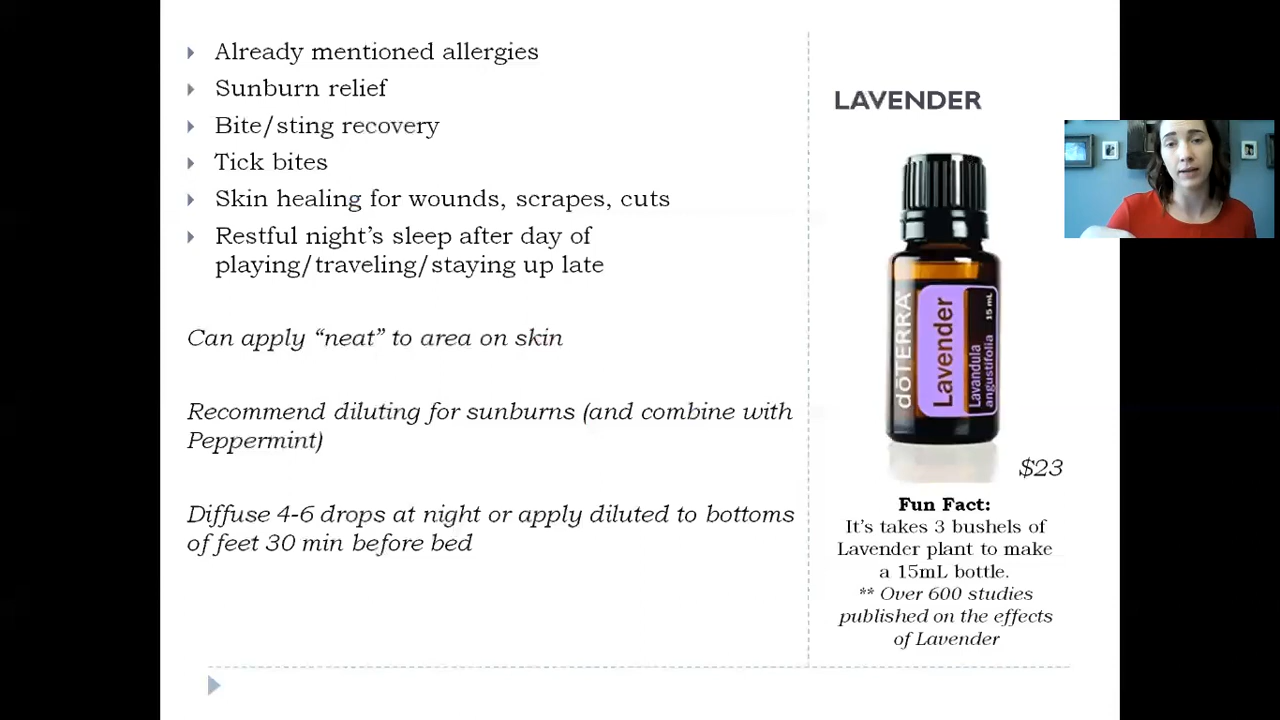 Already mentioned allergies
Sunburn relief
Bite/sting recovery
Tick bites
Skin healing for wounds, scrapes, cuts
Restful night's sleep after day of
playing/traveling/staying up late
Can apply “neat” to area on skin
Recommend diluting for sunburns (and combine with
Peppermint)
Diffuse 4-6 drops at night or apply diluted to bottoms
of feet 30 min before bed
LAVENDER
dōTERRA
Lavender
Lavandula
angustifolia
15 mL
$23
Fun Fact:
It's takes 3 bushels of
Lavender plant to make
a 15mL bottle.
** Over 600 studies
published on the effects
of Lavender